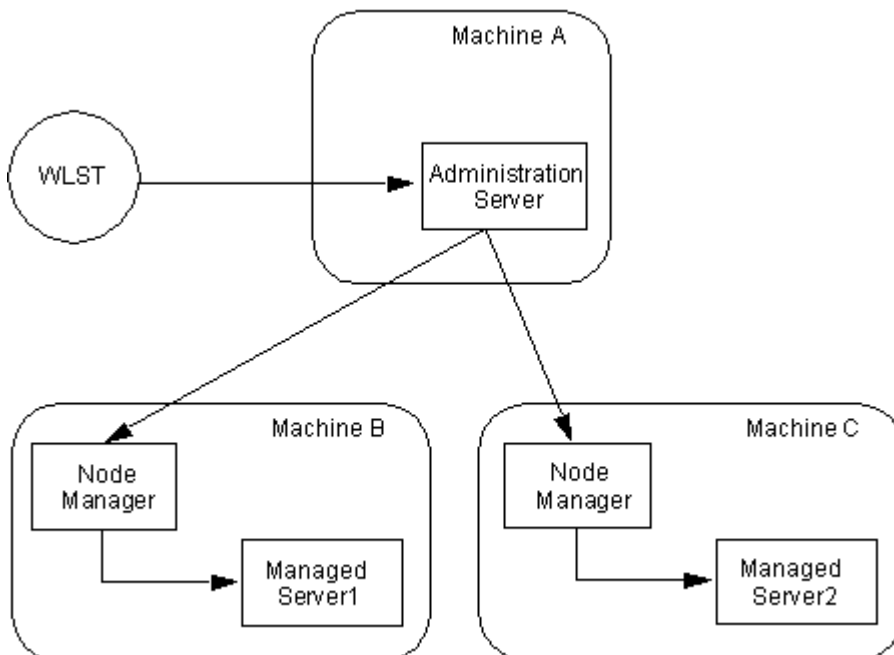 Machine A
WLST
Administration
Server
Machine B
Node
Manager
Managed
Server1
Machine C
Node
Manager
Managed
Server2